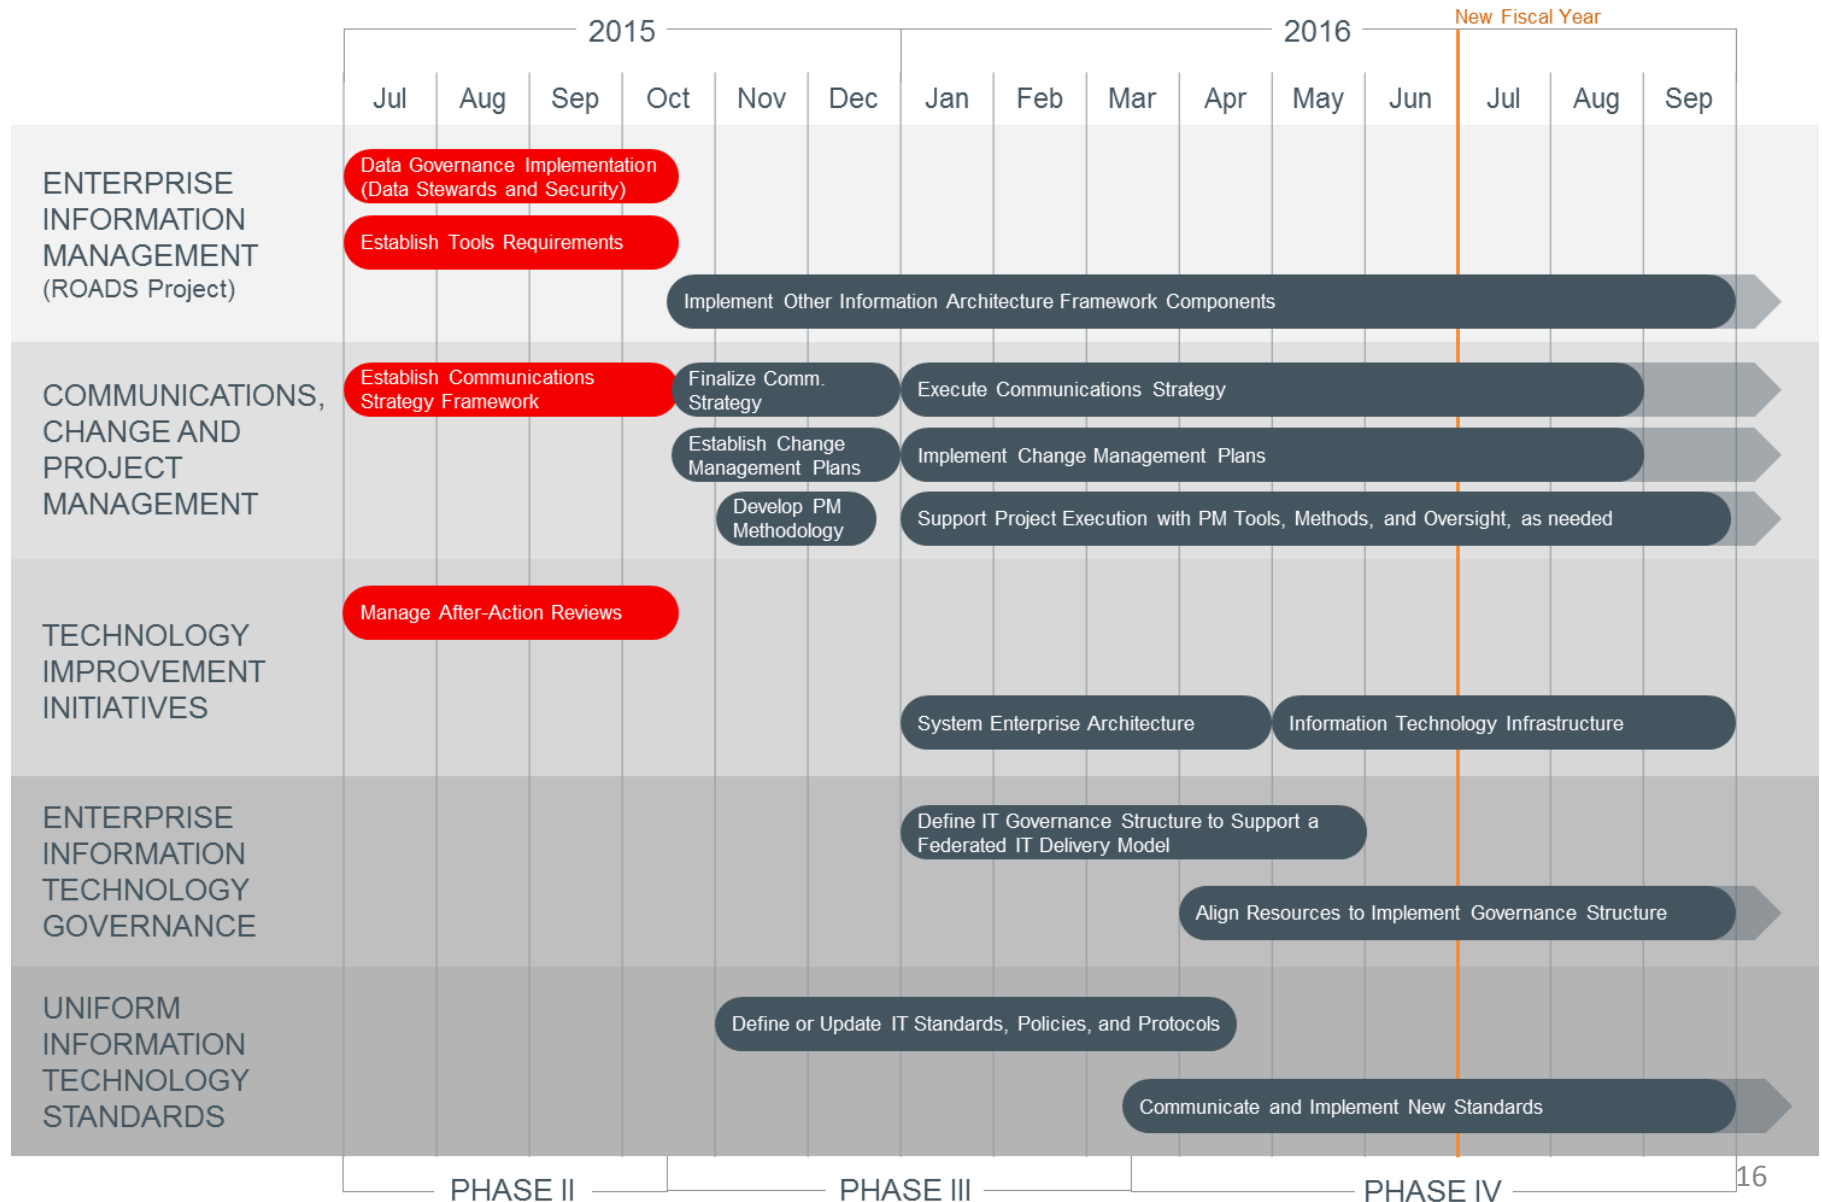 New Fiscal Year
2015
2016
Jul Aug Sep Oct Nov Dec Jan Feb Mar Apr May Jun Jul Aug Sep
ENTERPRISE
INFORMATION
MANAGEMENT
(ROADS Project)
Data Governance Implementation
(Data Stewards and Security)
Establish Tools Requirements
Implement Other Information Architecture Framework Components
COMMUNICATIONS,
CHANGE AND
PROJECT
MANAGEMENT
Establish Communications
Strategy Framework
Finalize Comm.
Strategy
Execute Communications Strategy
Establish Change
Management Plans
Implement Change Management Plans
Develop PM
Methodology
Support Project Execution with PM Tools, Methods, and Oversight, as needed
TECHNOLOGY
IMPROVEMENT
INITIATIVES
Manage After-Action Reviews
System Enterprise Architecture
Information Technology Infrastructure
ENTERPRISE
INFORMATION
TECHNOLOGY
GOVERNANCE
Define IT Governance Structure to Support a
Federated IT Delivery Model
Align Resources to Implement Governance Structure
UNIFORM
INFORMATION
TECHNOLOGY
STANDARDS
Define or Update IT Standards, Policies, and Protocols
Communicate and Implement New Standards
PHASE II
PHASE III
PHASE IV
16